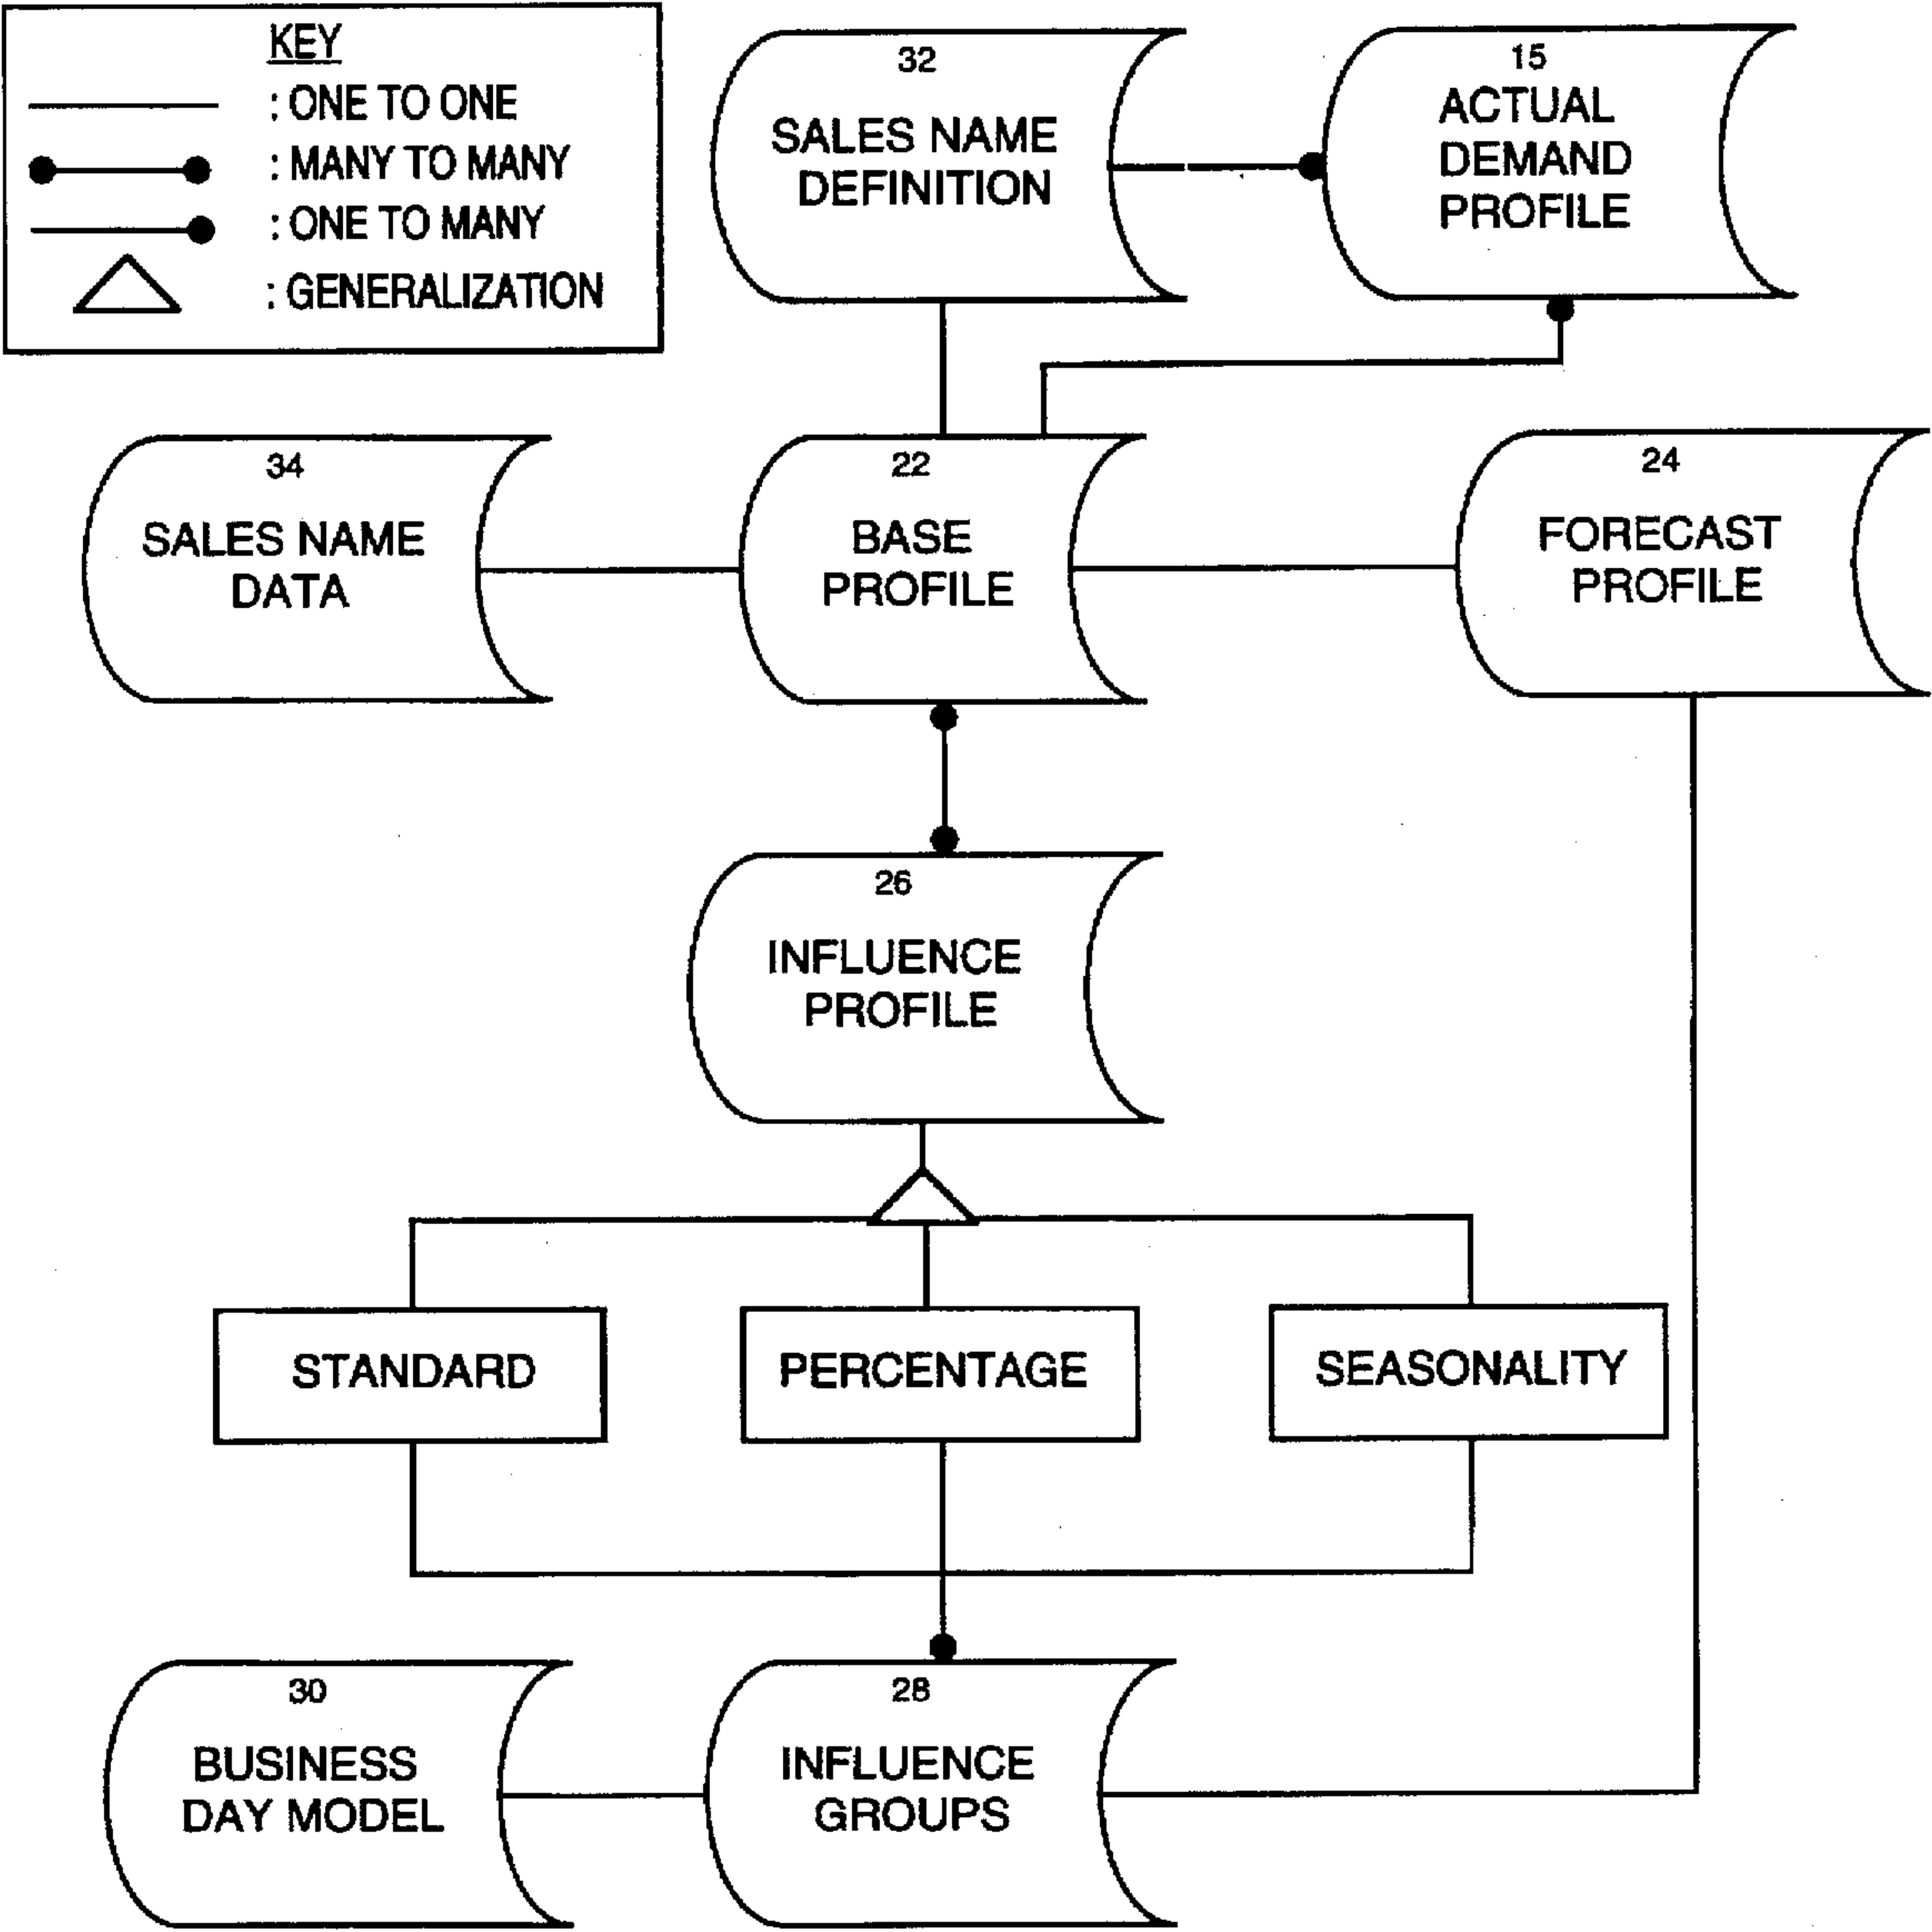 KEY
: ONE TO ONE
: MANY TO MANY
: ONE TO MANY
: GENERALIZATION
32
SALES NAME
DEFINITION
15
ACTUAL
DEMAND
PROFILE
34
SALES NAME
DATA
22
BASE
PROFILE
24
FORECAST
PROFILE
26
INFLUENCE
PROFILE
STANDARD
PERCENTAGE
SEASONALITY
30
BUSINESS
DAY MODEL
28
INFLUENCE
GROUPS